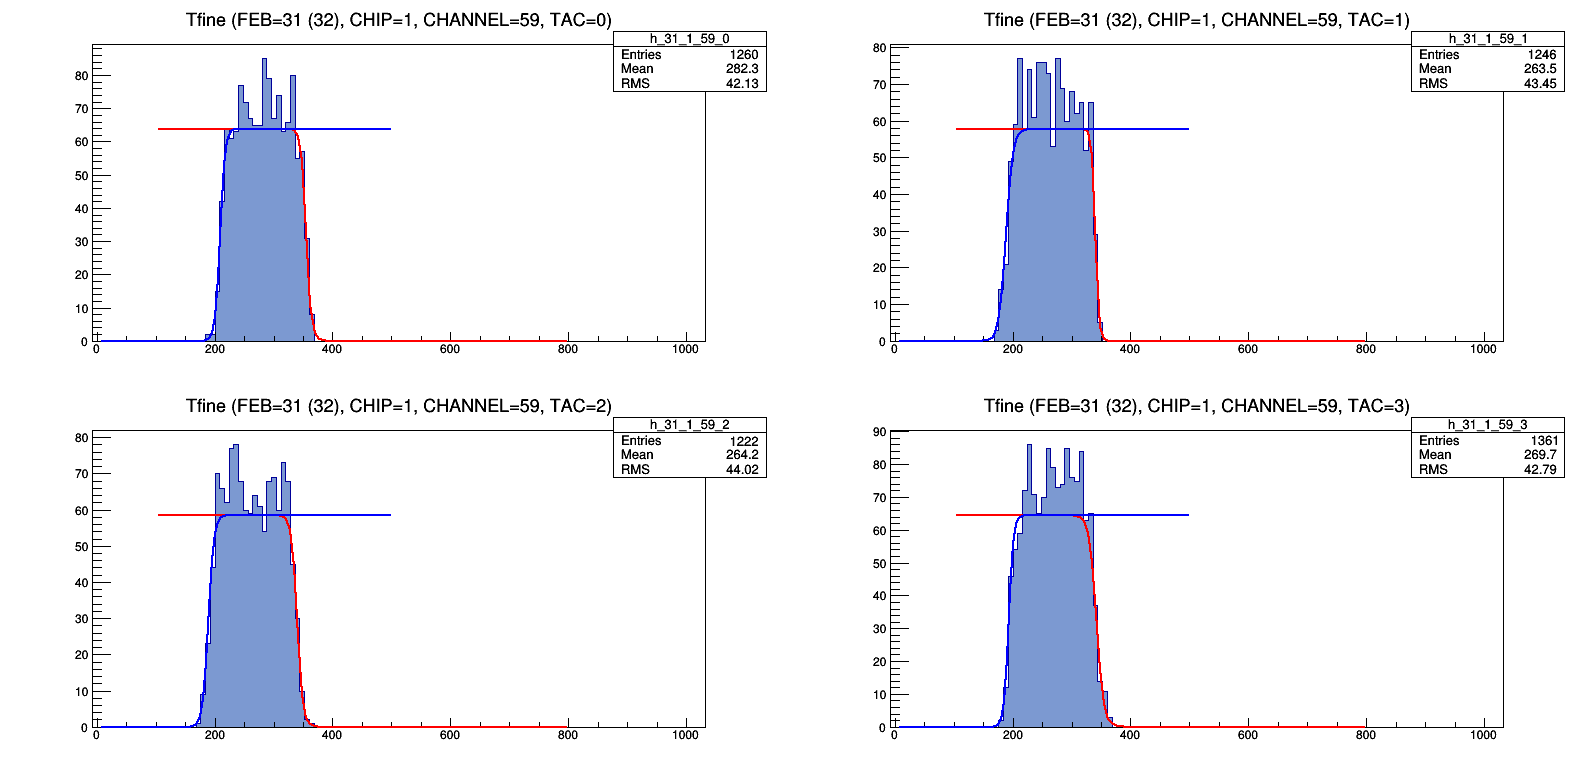 Tfine (FEB=31 (32), CHIP=1, CHANNEL=59, TAC=0)
h_31_1_59_0
Entries 1260
Mean 282.3
RMS 42.13
80
70
60
50
40
30
20
10
0
0 200 400 600 800 1000
Tfine (FEB=31 (32), CHIP=1, CHANNEL=59, TAC=1)
h_31_1_59_1
Entries 1246
Mean 263.5
RMS 43.45
80
70
60
50
40
30
20
10
0
0 200 400 600 800 1000
Tfine (FEB=31 (32), CHIP=1, CHANNEL=59, TAC=2)
h_31_1_59_2
Entries 1222
Mean 264.2
RMS 44.02
80
70
60
50
40
30
20
10
0
0 200 400 600 800 1000
Tfine (FEB=31 (32), CHIP=1, CHANNEL=59, TAC=3)
h_31_1_59_3
Entries 1361
Mean 269.7
RMS 42.79
90
80
70
60
50
40
30
20
10
0
0 200 400 600 800 1000